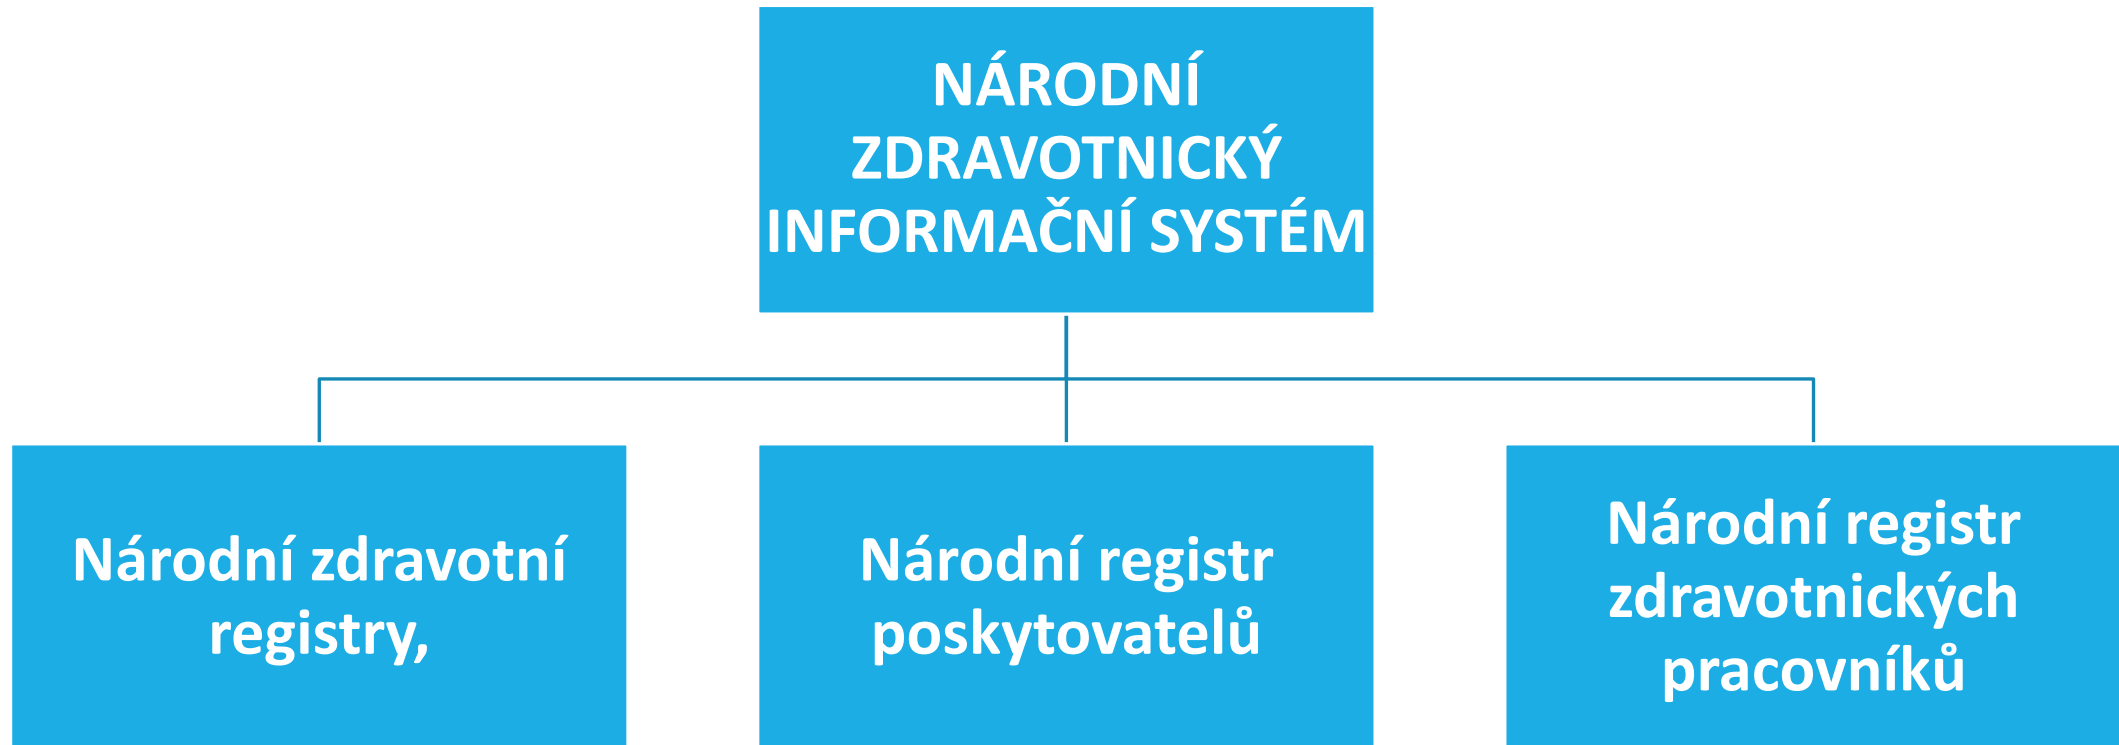 NÁRODNÍ
ZDRAVOTNICKÝ
INFORMAČNÍ SYSTÉM
Národní zdravotní
registry,
Národní registr
poskytovatelů
Národní registr
zdravotnických
pracovníků